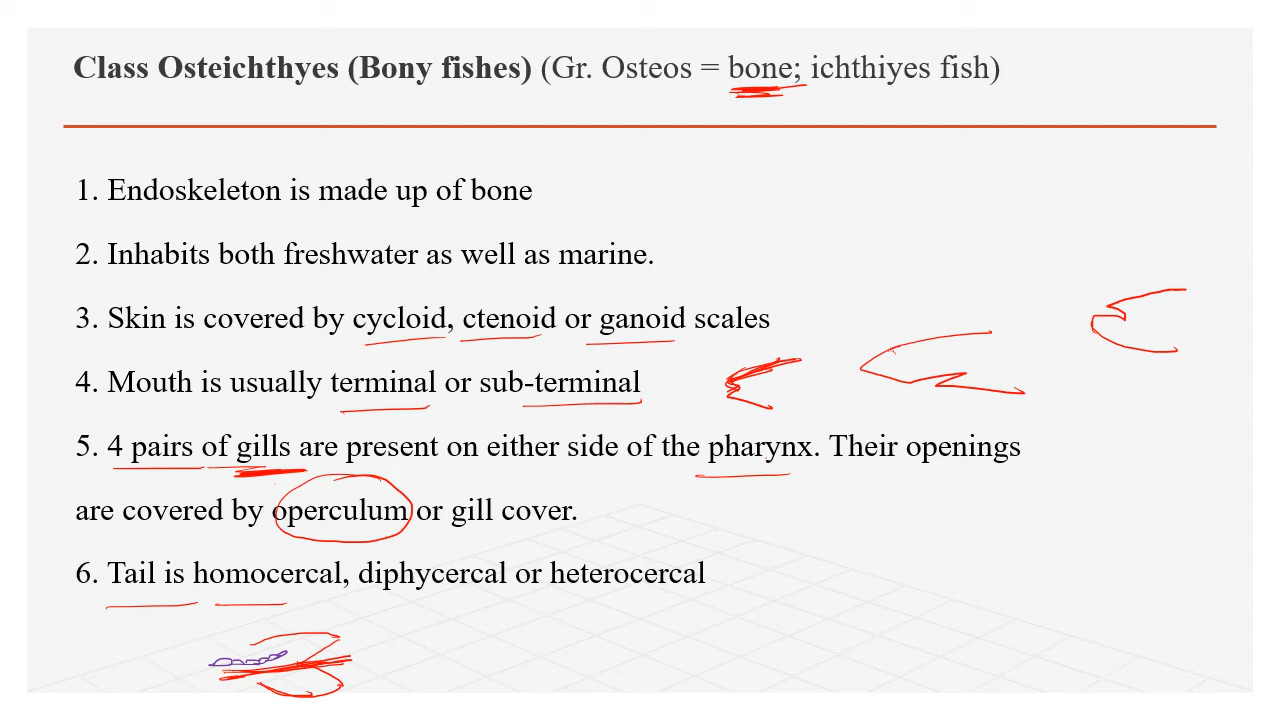 Class Osteichthyes (Bony fishes) (Gr. Osteos = bone; ichthiyes fish)
1. Endoskeleton is made up of bone
2. Inhabits both freshwater as well as marine.
3. Skin is covered by cycloid, ctenoid or ganoid scales
4. Mouth is usually terminal or sub-terminal
5. 4 pairs of gills are present on either side of the pharynx. Their openings
are covered by operculum or gill cover.
6. Tail is homocercal, diphycercal or heterocercal